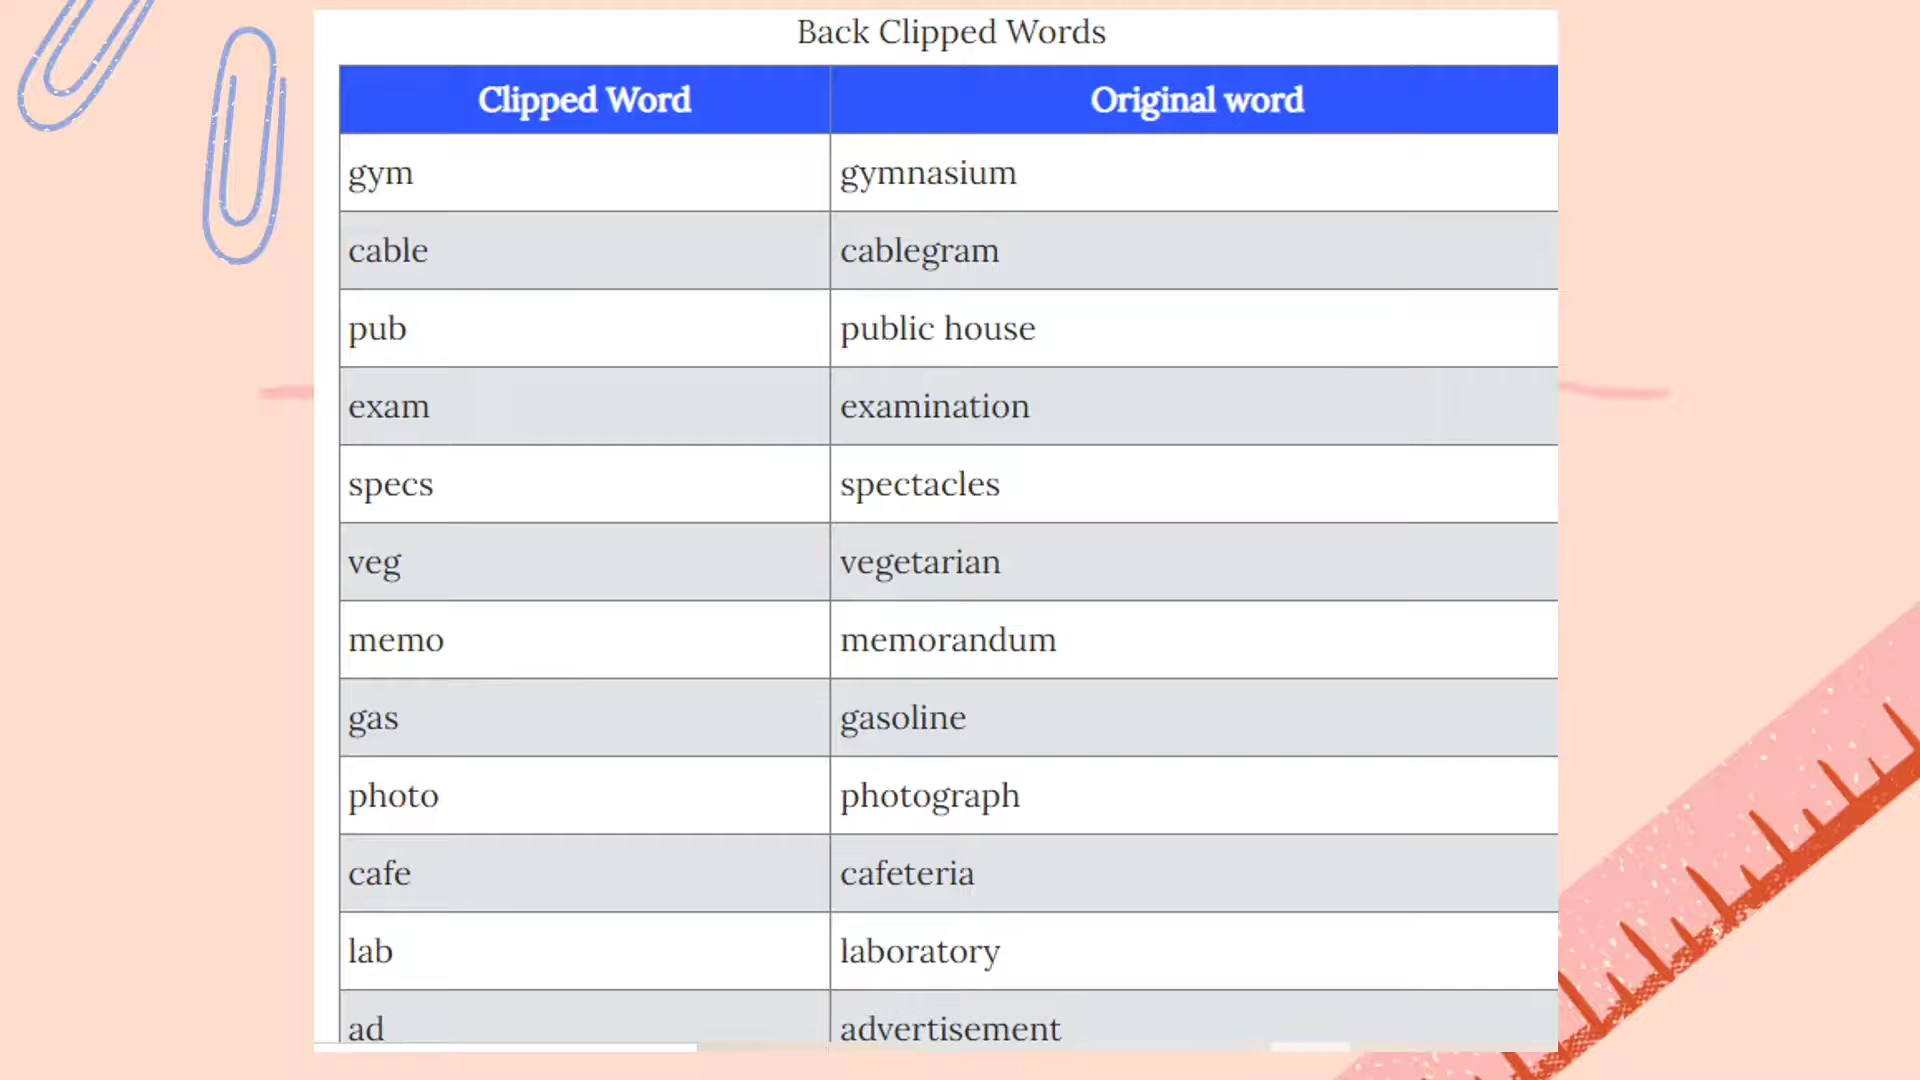 Back Clipped Words
Clipped Word Original word
gym gymnasium
cable cablegram
pub public house
exam examination
specs spectacles
veg vegetarian
memo memorandum
gas gasoline
photo photograph
cafe cafeteria
lab laboratory
ad advertisement